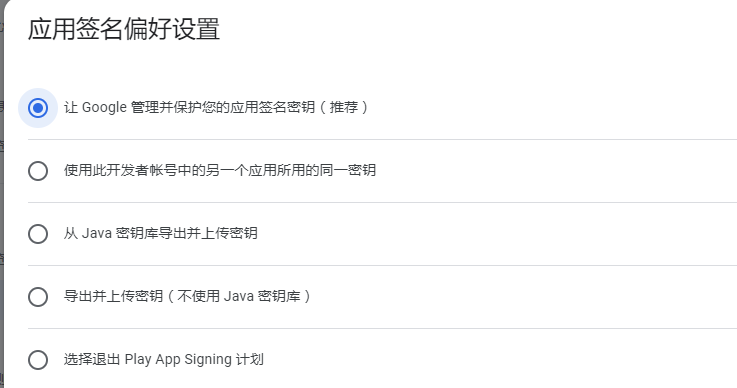 应用签名偏好设置
让 Google 管理并保护您的应用签名密钥（推荐）
使用此开发者帐号中的另一个应用所用的同一密钥
从 Java 密钥库导出并上传密钥
导出并上传密钥（不使用 Java 密钥库）
选择退出 Play App Signing 计划